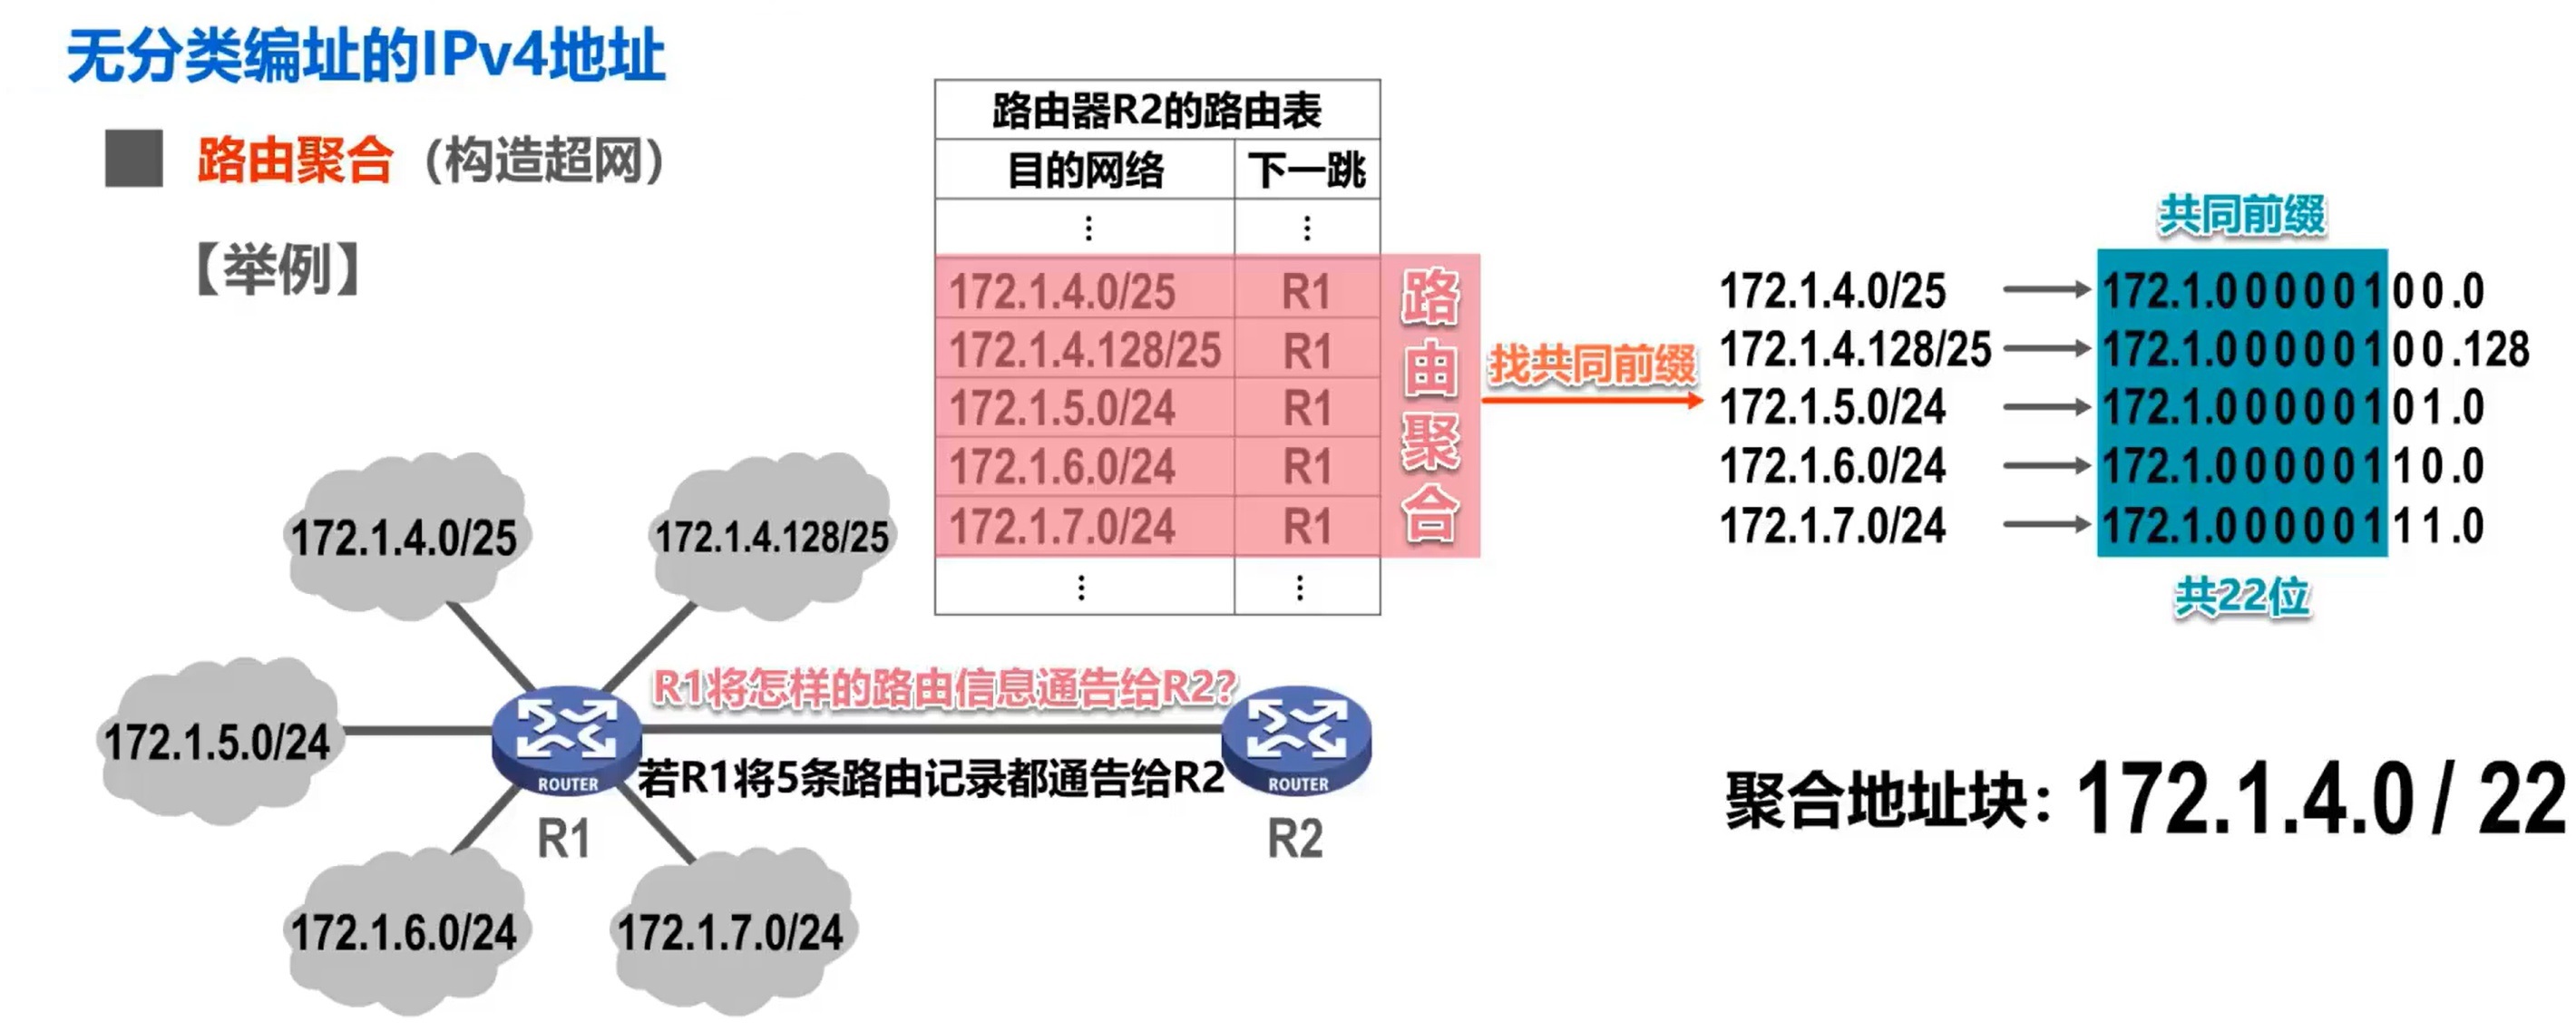 无分类编址的IPv4地址
路由聚合（构造超网）
【举例】
路由器R2的路由表
目的网络 下一跳
⋮ ⋮
172.1.4.0/25 R1
172.1.4.128/25 R1
172.1.5.0/24 R1
172.1.6.0/24 R1
172.1.7.0/24 R1
⋮ ⋮
路由聚合
找共同前缀
共同前缀
172.1.4.0/25 172.1.00000100.0
172.1.4.128/25 172.1.00000100.128
172.1.5.0/24 172.1.00000101.0
172.1.6.0/24 172.1.00000110.0
172.1.7.0/24 172.1.00000111.0
共22位
172.1.4.0/25
172.1.4.128/25
172.1.5.0/24
R1将怎样的路由信息通告给R2？
若R1将5条路由记录都通告给R2
ROUTER
R1
ROUTER
R2
172.1.6.0/24
172.1.7.0/24
聚合地址块：172.1.4.0 / 22